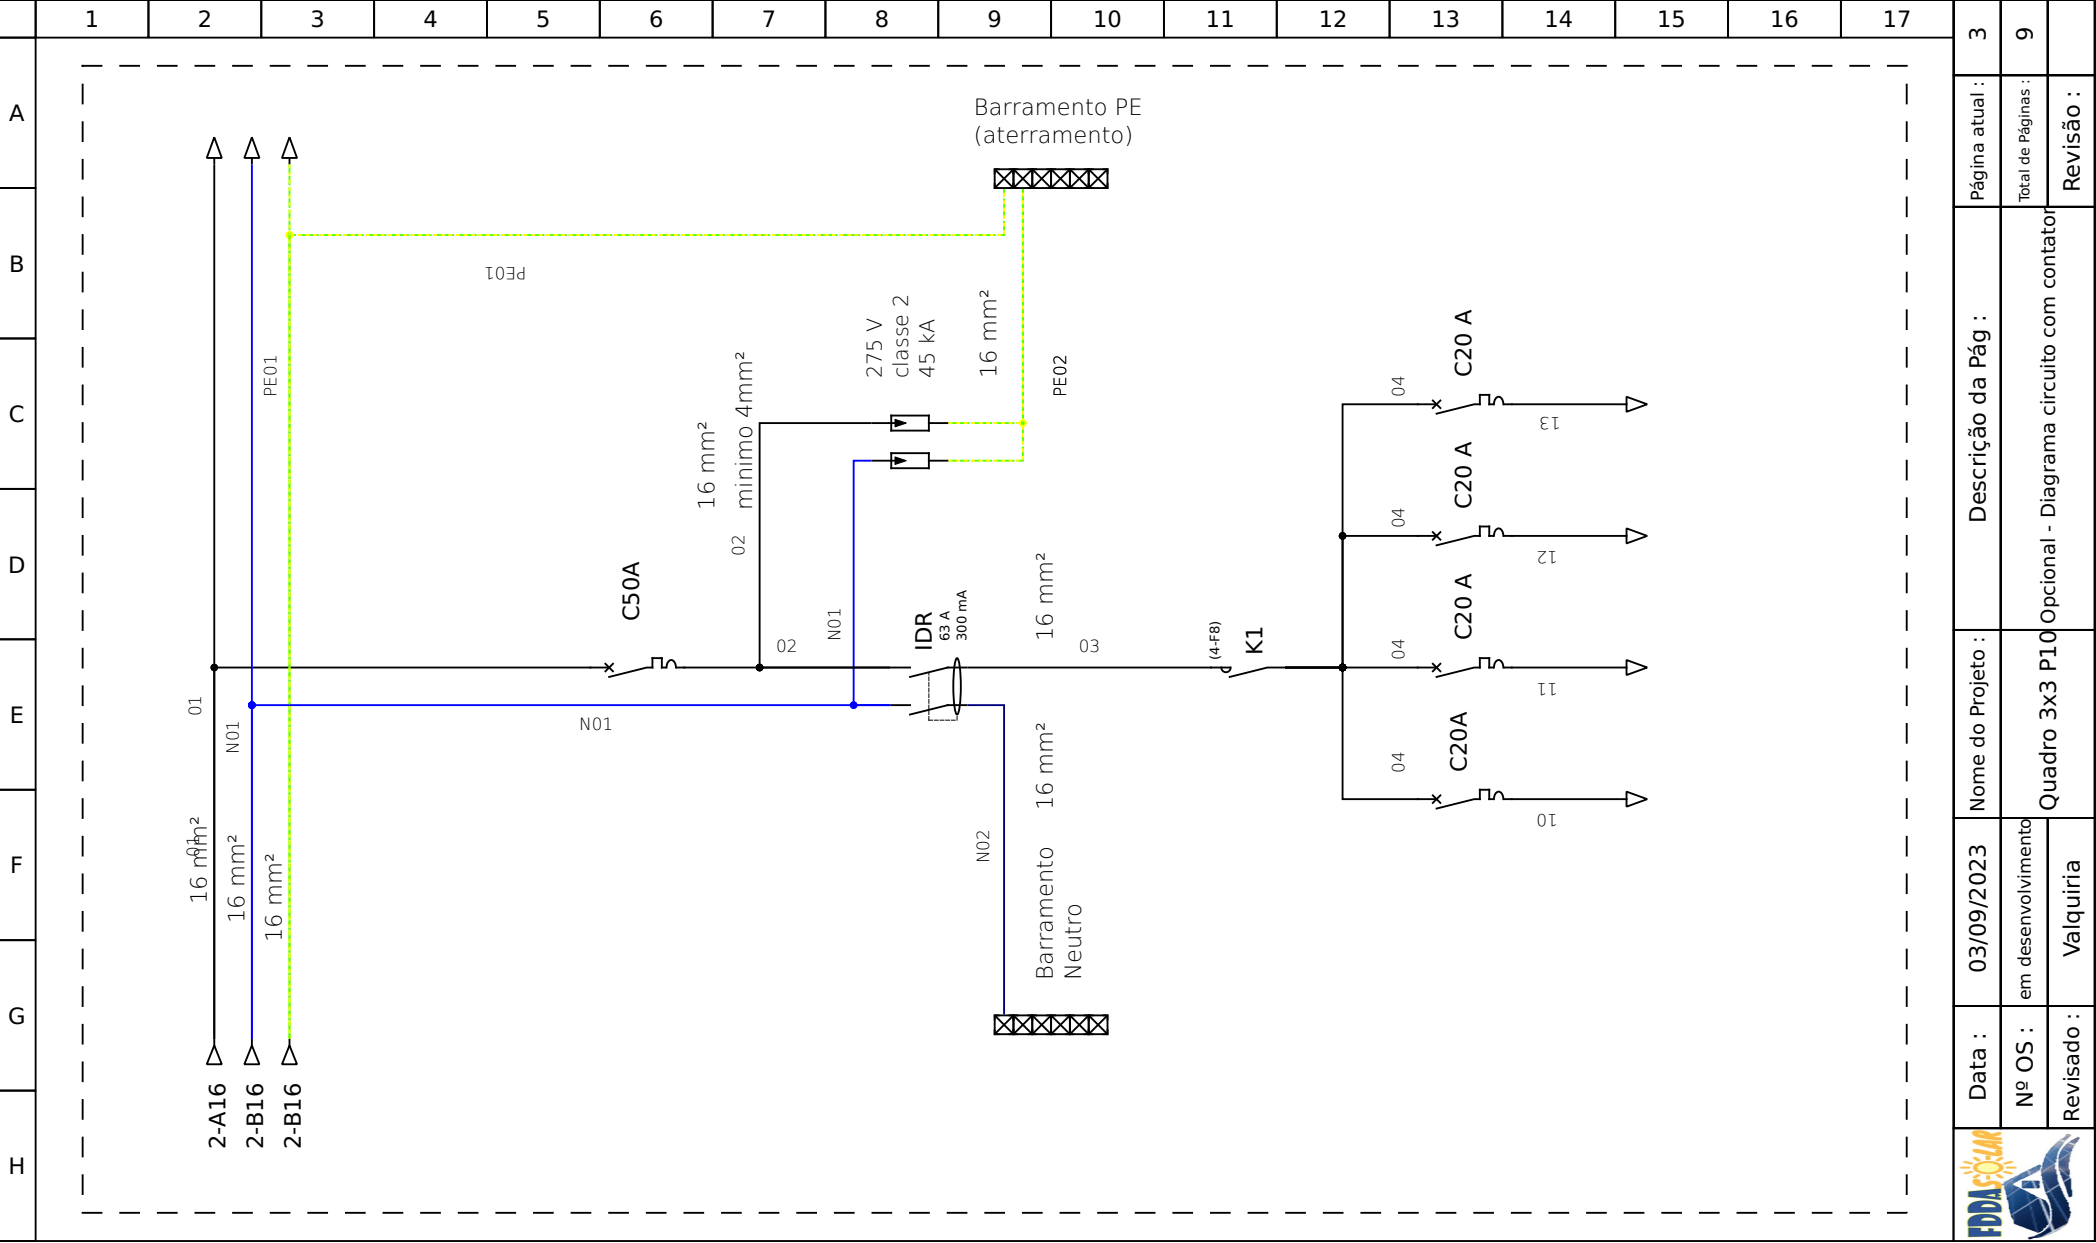 1 2 3 4 5 6 7 8 9 10 11 12 13 14 15 16 17
A
B
C
D
E
F
G
H
Barramento PE
(aterramento)
PE01
PE01
275 V
classe 2
45 kA
16 mm²
PE02
16 mm²
minimo 4mm²
02
C50A
N01
02
IDR
63 A
300 mA
16 mm²
03
(4-F8)
K1
04
C20 A
13
04
C20 A
12
04
C20 A
11
04
C20A
10
01
N01
N01
16 mm²
01
16 mm²
16 mm²
16 mm²
N02
Barramento
Neutro
2-A16
2-B16
2-B16
Página atual :
3
Total de Páginas :
9
Revisão :
Descrição da Pág :
Opcional - Diagrama circuito com contator
Nome do Projeto :
Quadro 3x3 P10
Data :
03/09/2023
Nº OS :
em desenvolvimento
Revisado :
Valquiria
FDDA SOLAR